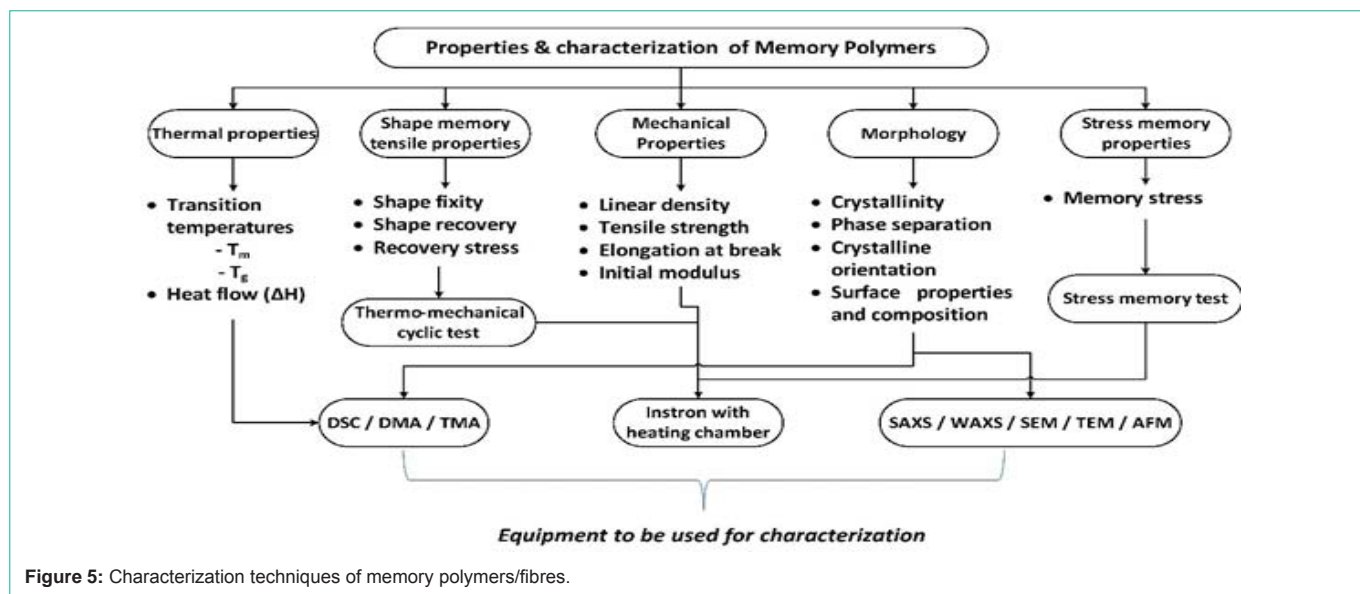 Properties & characterization of Memory Polymers
Thermal properties
Shape memory
tensile properties
Mechanical
Properties
Morphology
Stress memory
properties
• Transition
temperatures
- Tm
- Tg
• Heat flow (ΔH)
• Shape fixity
• Shape recovery
• Recovery stress
• Linear density
• Tensile strength
• Elongation at break
• Initial modulus
• Crystallinity
• Phase separation
• Crystalline
orientation
• Surface properties
and composition
• Memory stress
Thermo-mechanical
cyclic test
Stress memory test
DSC / DMA / TMA
Instron with
heating chamber
SAXS / WAXS / SEM / TEM / AFM
Equipment to be used for characterization
Figure 5: Characterization techniques of memory polymers/fibres.